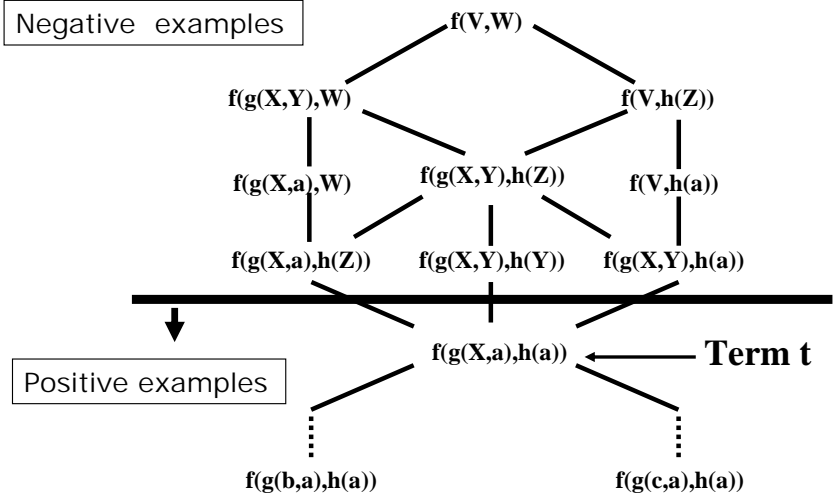 Negative examples
f(V,W)
f(g(X,Y),W)
f(V,h(Z))
f(g(X,a),W)
f(g(X,Y),h(Z))
f(V,h(a))
f(g(X,a),h(Z))
f(g(X,Y),h(Y))
f(g(X,Y),h(a))
f(g(X,a),h(a))
Term t
Positive examples
f(g(b,a),h(a))
f(g(c,a),h(a))